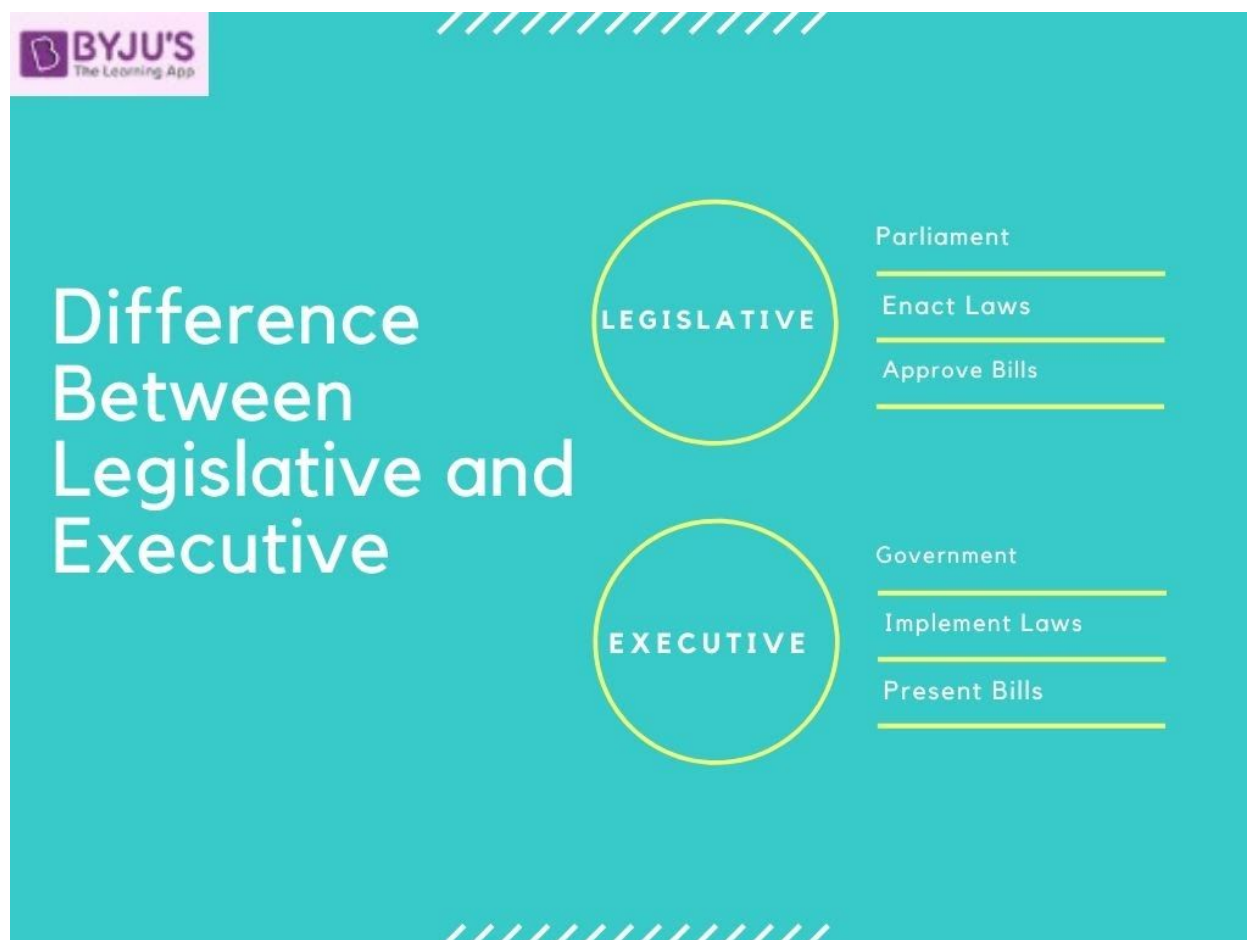 BYJU'S
The Learning App
Difference
Between
Legislative and
Executive
LEGISLATIVE
Parliament
Enact Laws
Approve Bills
EXECUTIVE
Government
Implement Laws
Present Bills